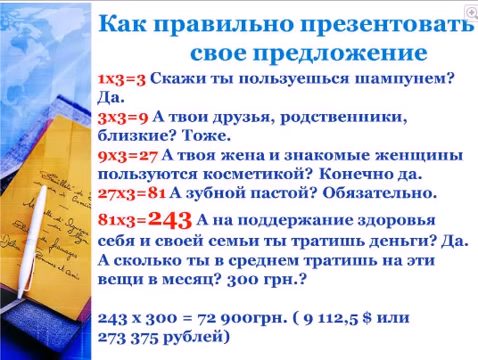 Как правильно презентовать
свое предложение
1х3=3 Скажи ты пользуешься шампунем?
Да.
3х3=9 А твои друзья, родственники,
близкие? Тоже.
9х3=27 А твоя жена и знакомые женщины
пользуются косметикой? Конечно да.
27х3=81 А зубной пастой? Обязательно.
81х3=243 А на поддержание здоровья
себя и своей семьи ты тратишь деньги? Да.
А сколько ты в среднем тратишь на эти
вещи в месяц? 300 грн.?
243 х 300 = 72 900грн. ( 9 112,5 $ или
273 375 рублей)